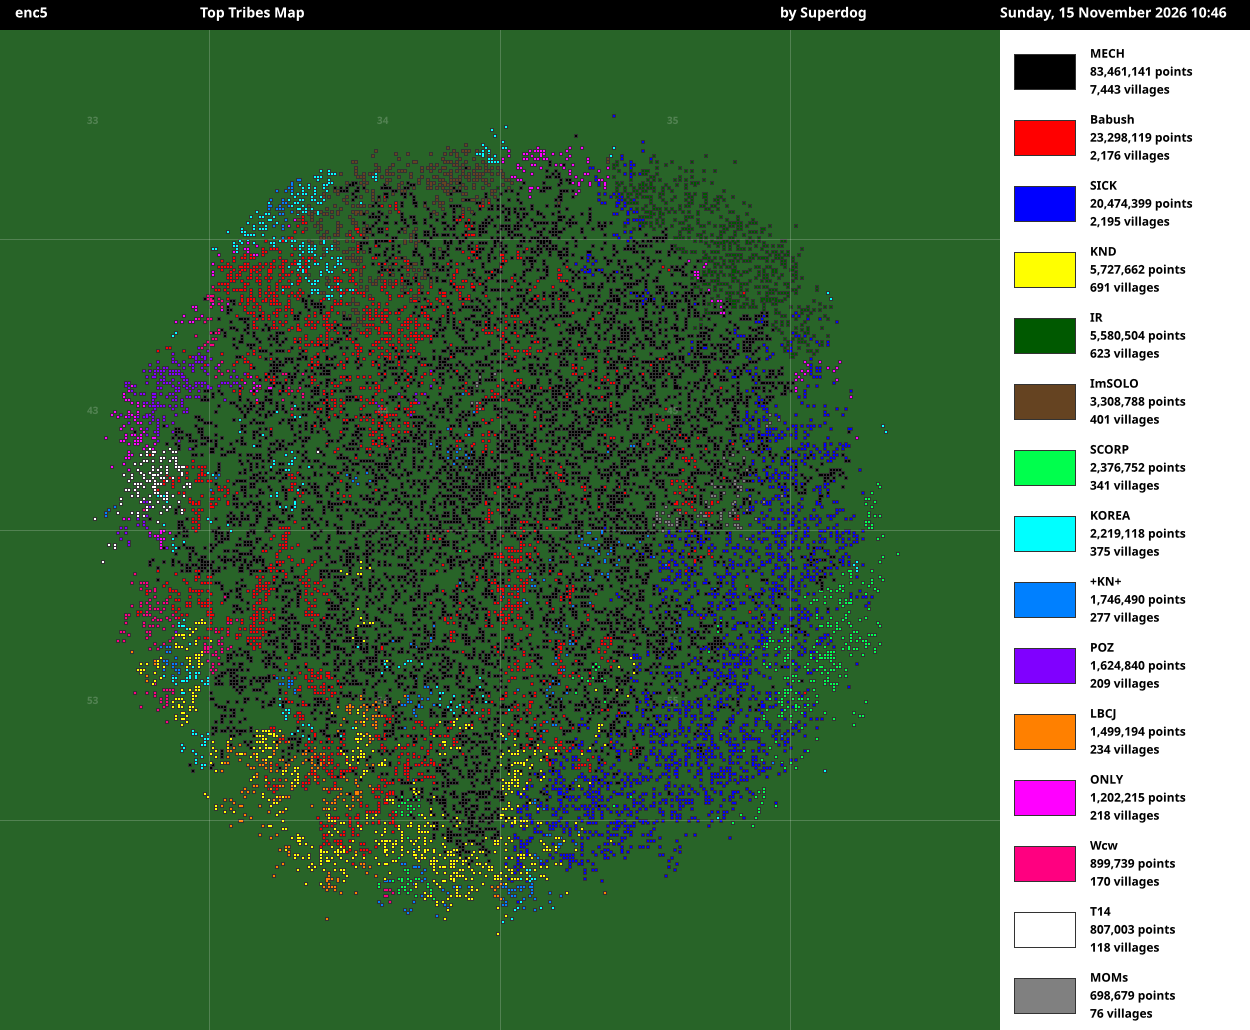 enc5 Top Tribes Map by Superdog Sunday, 15 November 2026 10:46
33 34 35
43
53
MECH
83,461,141 points
7,443 villages
Babush
23,298,119 points
2,176 villages
SICK
20,474,399 points
2,195 villages
KND
5,727,662 points
691 villages
IR
5,580,504 points
623 villages
ImSOLO
3,308,788 points
401 villages
SCORP
2,376,752 points
341 villages
KOREA
2,219,118 points
375 villages
+KN+
1,746,490 points
277 villages
POZ
1,624,840 points
209 villages
LBCJ
1,499,194 points
234 villages
ONLY
1,202,215 points
218 villages
Wcw
899,739 points
170 villages
T14
807,003 points
118 villages
MOMs
698,679 points
76 villages